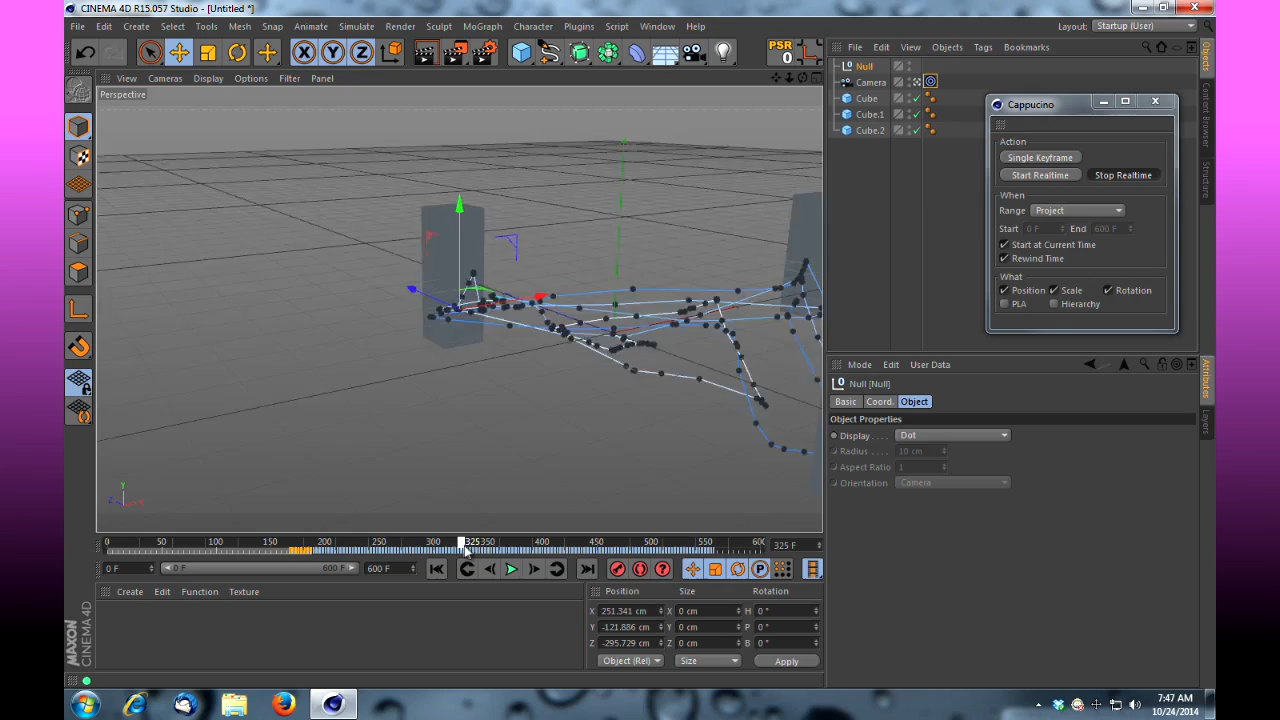 CINEMA 4D R15.057 Studio - [Untitled *]
File Edit Create Select Tools Mesh Snap Animate Simulate Render Sculpt MoGraph Character Plugins Script Window Help
Layout: Startup (User)
X Y Z PSR
0
File Edit View Objects Tags Bookmarks
View Cameras Display Options Filter Panel
Perspective
Null
Camera
Cube
Cube.1
Cube.2
Cappucino
Action
Single Keyframe
Start Realtime Stop Realtime
When
Range Project
Start 0 F End 600 F
Start at Current Time
Rewind Time
What
Position Scale Rotation
PLA Hierarchy
Objects
Content Browser
Structure
Mode Edit User Data
Null [Null]
Basic Coord. Object
Object Properties
Display . . . . Dot
Radius . . . . 10 cm
Aspect Ratio 1
Orientation Camera
Attributes
Layers
Y
Z X
0 50 100 150 200 250 300 325 350 400 450 500 550 600 325 F
0 F 0 F 600 F 600 F
P
Create Edit Function Texture
Position Size Rotation
X 251.341 cm X 0 cm H 0 °
Y -121.886 cm Y 0 cm P 0 °
Z -295.729 cm Z 0 cm B 0 °
Object (Rel) Size Apply
MAXON
CINEMA 4D
7:47 AM
10/24/2014